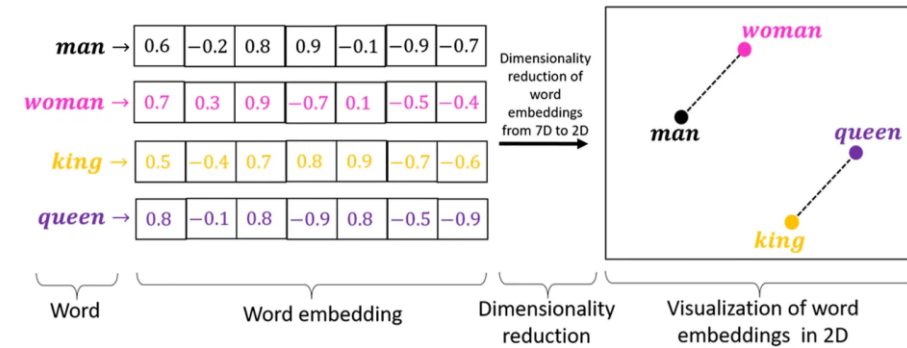 man → 0.6 −0.2 0.8 0.9 −0.1 −0.9 −0.7
woman → 0.7 0.3 0.9 −0.7 0.1 −0.5 −0.4
king → 0.5 −0.4 0.7 0.8 0.9 −0.7 −0.6
queen → 0.8 −0.1 0.8 −0.9 0.8 −0.5 −0.9
Dimensionality
reduction of
word
embeddings
from 7D to 2D
woman
man
queen
king
Word
Word embedding
Dimensionality
reduction
Visualization of word
embeddings in 2D